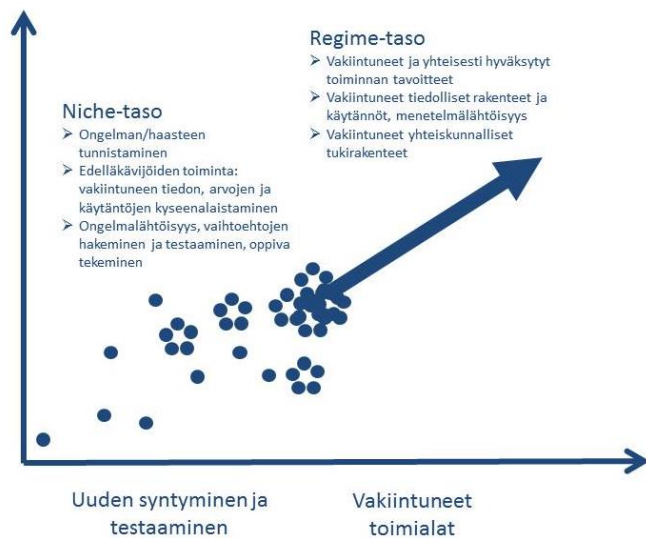 Regime-taso
➢ Vakiintuneet ja yhteisesti hyväksytyt
toiminnan tavoitteet
➢ Vakiintuneet tiedolliset rakenteet ja
käytännöt, menetelmälähtöisyys
➢ Vakiintuneet yhteiskunnalliset
tukirakenteet
Niche-taso
➢ Ongelman/haasteen
tunnistaminen
➢ Edelläkävijöiden toiminta:
vakiintuneen tiedon, arvojen ja
käytäntöjen kyseenalaistaminen
➢ Ongelmalähtöisyys, vaihtoehtojen
hakeminen ja testaaminen, oppiva
tekeminen
Uuden syntyminen ja
testaaminen
Vakiintuneet
toimialat